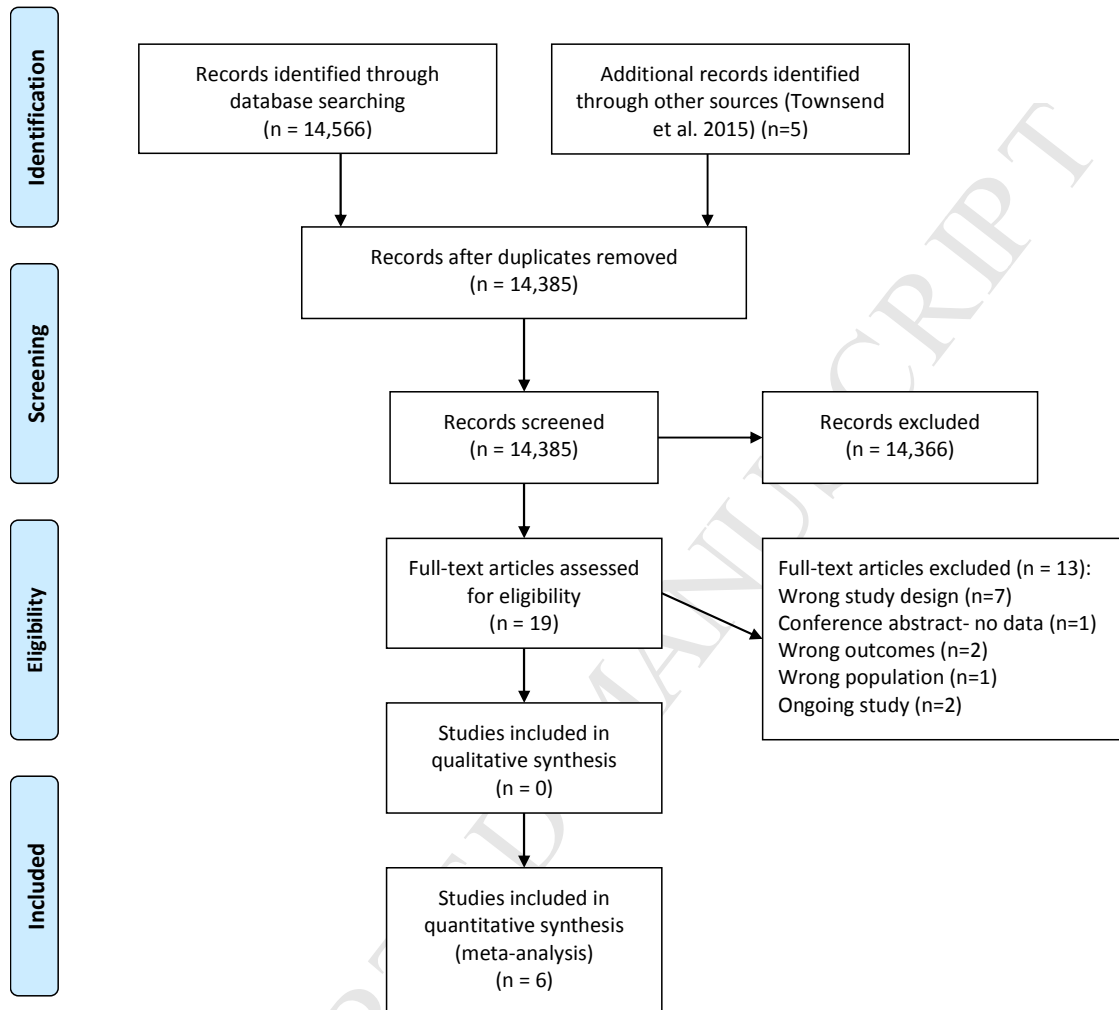 Identification
Records identified through
database searching
(n = 14,566)
Additional records identified
through other sources (Townsend
et al. 2015) (n=5)
Records after duplicates removed
(n = 14,385)
Screening
Records screened
(n = 14,385)
Records excluded
(n = 14,366)
Eligibility
Full-text articles assessed
for eligibility
(n = 19)
Full-text articles excluded (n = 13):
Wrong study design (n=7)
Conference abstract- no data (n=1)
Wrong outcomes (n=2)
Wrong population (n=1)
Ongoing study (n=2)
Studies included in
qualitative synthesis
(n = 0)
Included
Studies included in
quantitative synthesis
(meta-analysis)
(n = 6)